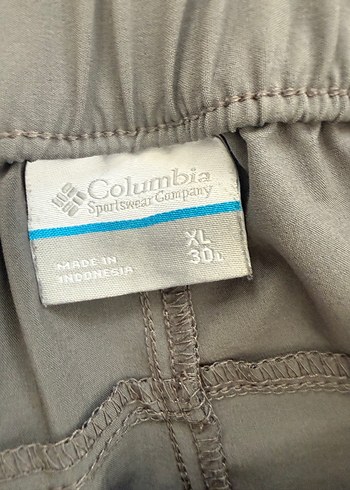 Columbia
Sportswear Company
XL
30L
MADE IN
INDONESIA